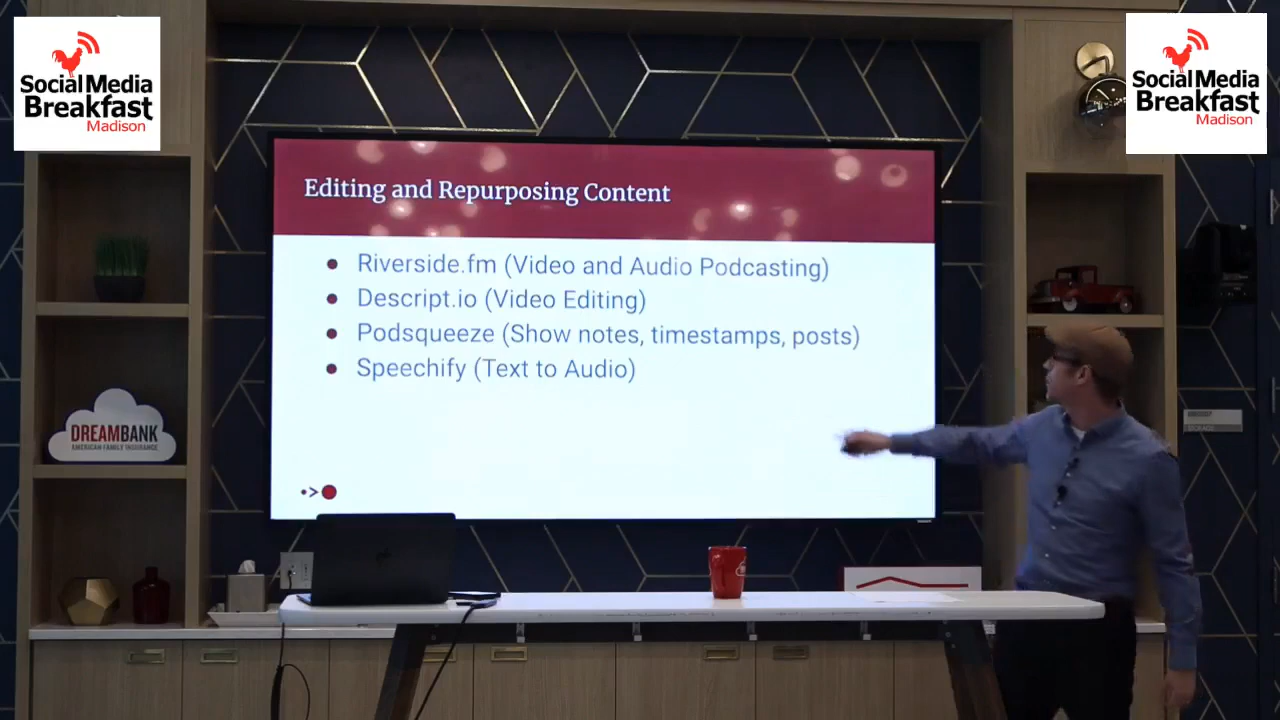 Social Media
Breakfast
Madison
Social Media
Breakfast
Madison
Editing and Repurposing Content
Riverside.fm (Video and Audio Podcasting)
Descript.io (Video Editing)
Podsqueeze (Show notes, timestamps, posts)
Speechify (Text to Audio)
DREAMBANK
AMERICAN FAMILY INSURANCE